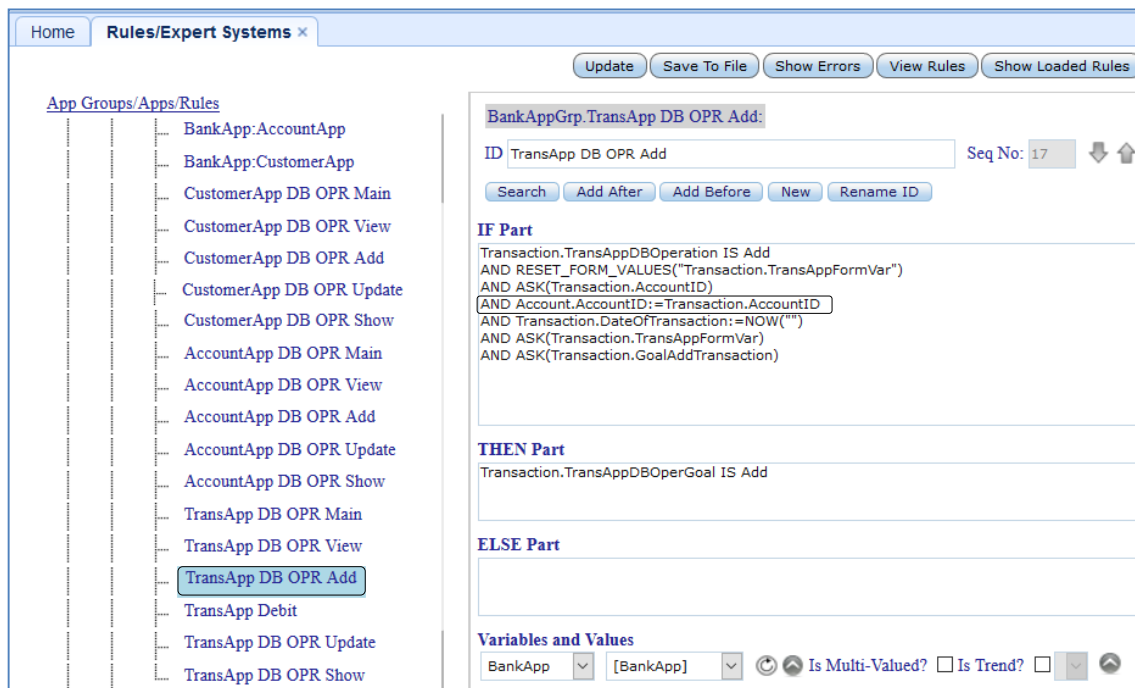 Home
Rules/Expert Systems ×
Update
Save To File
Show Errors
View Rules
Show Loaded Rules
App Groups/Apps/Rules
BankApp:AccountApp
BankApp:CustomerApp
CustomerApp DB OPR Main
CustomerApp DB OPR View
CustomerApp DB OPR Add
CustomerApp DB OPR Update
CustomerApp DB OPR Show
AccountApp DB OPR Main
AccountApp DB OPR View
AccountApp DB OPR Add
AccountApp DB OPR Update
AccountApp DB OPR Show
TransApp DB OPR Main
TransApp DB OPR View
TransApp DB OPR Add
TransApp Debit
TransApp DB OPR Update
TransApp DB OPR Show
BankAppGrp.TransApp DB OPR Add:
ID TransApp DB OPR Add Seq No: 17
Search Add After Add Before New Rename ID
IF Part
Transaction.TransAppDBOperation IS Add
AND RESET_FORM_VALUES("Transaction.TransAppFormVar")
AND ASK(Transaction.AccountID)
AND Account.AccountID:=Transaction.AccountID
AND Transaction.DateOfTransaction:=NOW("")
AND ASK(Transaction.TransAppFormVar)
AND ASK(Transaction.GoalAddTransaction)
THEN Part
Transaction.TransAppDBOperGoal IS Add
ELSE Part
Variables and Values
BankApp [BankApp] Is Multi-Valued? Is Trend?